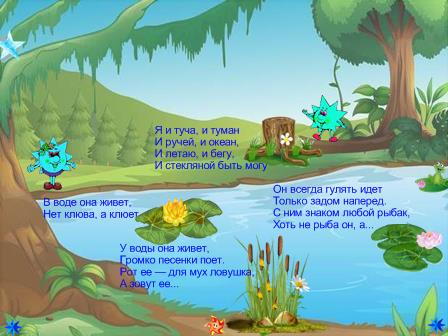 Я и туча, и туман
И ручей, и океан,
И летаю, и бегу,
И стеклянной быть могу
В воде она живет,
Нет клюва, а клюет.
Он всегда гулять идет
Только задом наперед.
С ним знаком любой рыбак,
Хоть не рыба он, а...
У воды она живет,
Громко песенки поет.
Рот ее — для мух ловушка,
А зовут ее...